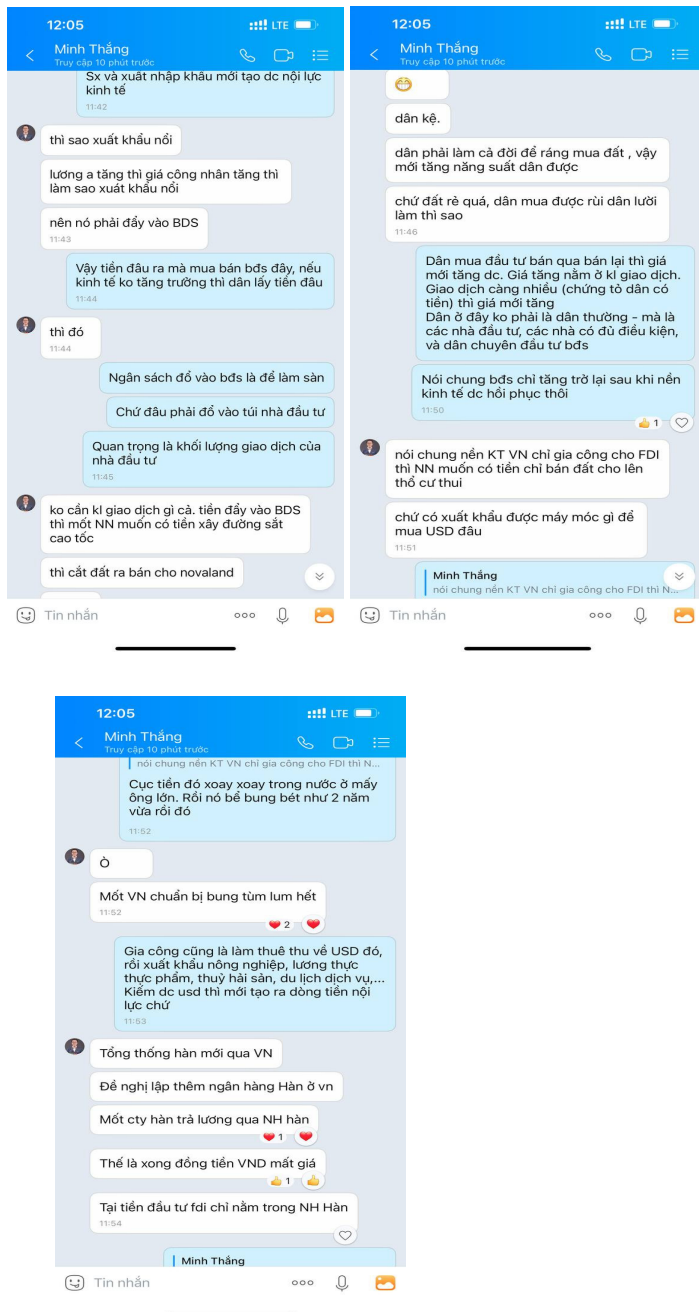 12:05
LTE
Minh Thắng
Truy cập 10 phút trước
Sx và xuất nhập khẩu mới tạo dc nội lực
kinh tế
11:42
thì sao xuất khẩu nổi
lương a tăng thì giá công nhân tăng thì
làm sao xuát khẩu nổi
nên nó phải đẩy vào BDS
11:43
Vậy tiền đâu ra mà mua bán bđs đây, nếu
kinh tế ko tăng trưởng thì dân lấy tiền đâu
11:44
thì đó
11:44
Ngân sách đổ vào bđs là để làm sàn
Chứ đâu phải đổ vào túi nhà đầu tư
Quan trọng là khối lượng giao dịch của
nhà đầu tư
11:45
ko cần kl giao dịch gì cả. tiền đẩy vào BDS
thì mốt NN muốn có tiền xây đường sắt
cao tốc
thì cắt đất ra bán cho novaland
Tin nhắn
12:05
LTE
Minh Thắng
Truy cập 10 phút trước
dân kệ.
dân phải làm cả đời để ráng mua đất , vậy
mới tăng năng suất dân được
chứ đất rẻ quá, dân mua được rùi dân lười
làm thì sao
11:46
Dân mua đầu tư bán qua bán lại thì giá
mới tăng dc. Giá tăng nằm ở kl giao dịch.
Giao dịch càng nhiều (chứng tỏ dân có
tiền) thì giá mới tăng
Dân ở đây ko phải là dân thường - mà là
các nhà đầu tư, các nhà có đủ điều kiện,
và dân chuyên đầu tư bđs
Nói chung bđs chỉ tăng trở lại sau khi nền
kinh tế dc hồi phục thôi
11:50
1
nói chung nền KT VN chỉ gia công cho FDI
thì NN muốn có tiền chỉ bán đất cho lên
thổ cư thui
chứ có xuất khẩu được máy móc gì để
mua USD đâu
11:51
Minh Thắng
nói chung nền KT VN chỉ gia công cho FDI thì N...
Tin nhắn
12:05
LTE
Minh Thắng
Truy cập 10 phút trước
nói chung nền KT VN chỉ gia công cho FDI thì N...
Cục tiền đó xoay xoay trong nước ở mấy
ông lớn. Rồi nó bể bung bét như 2 năm
vừa rồi đó
11:52
Ò
Mốt VN chuẩn bị bung tùm lum hết
11:52
2
Gia công cũng là làm thuê thu về USD đó,
rồi xuất khẩu nông nghiệp, lương thực
thực phẩm, thuỷ hải sản, du lịch dịch vụ,...
Kiếm dc usd thì mới tạo ra dòng tiền nội
lực chứ
11:53
Tổng thống hàn mới qua VN
Đề nghị lập thêm ngân hàng Hàn ở vn
Mốt cty hàn trả lương qua NH hàn
1
Thế là xong đồng tiền VND mất giá
1
Tại tiền đầu tư fdi chỉ nằm trong NH Hàn
11:54
Minh Thắng
Tin nhắn